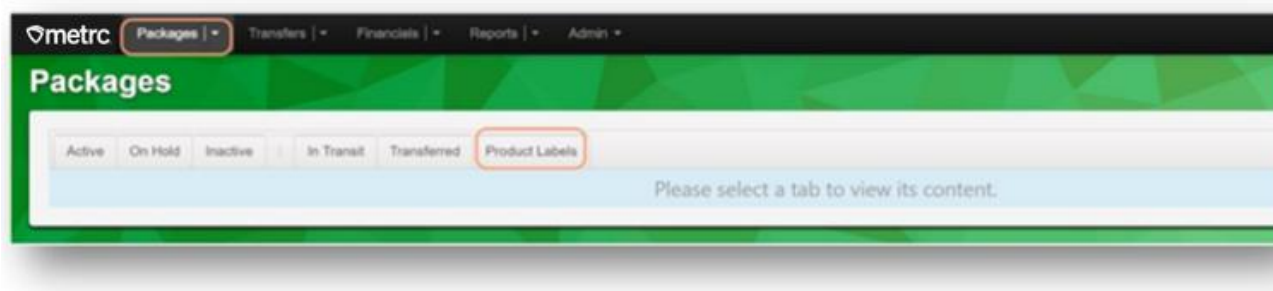 metrc Packages | Transfers | Financials | Reports | Admin
Packages
Active On Hold Inactive In Transit Transferred Product Labels
Please select a tab to view its content.